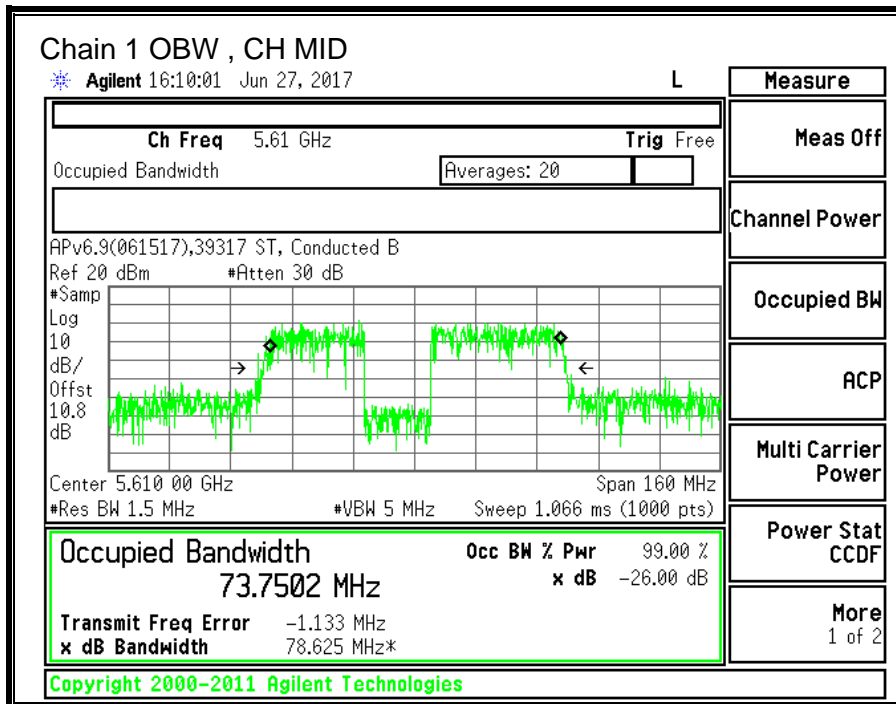 Chain 1 OBW , CH MID
Agilent 16:10:01 Jun 27, 2017 L
Measure
Ch Freq 5.61 GHz Trig Free
Occupied Bandwidth Averages: 20
APv6.9(061517),39317 ST, Conducted B
Ref 20 dBm #Atten 30 dB
#Samp
Log
10
dB/
Offst
10.8
dB
Center 5.610 00 GHz Span 160 MHz
#Res BW 1.5 MHz #VBW 5 MHz Sweep 1.066 ms (1000 pts)
Occupied Bandwidth Occ BW % Pwr 99.00 %
73.7502 MHz x dB -26.00 dB
Transmit Freq Error -1.133 MHz
x dB Bandwidth 78.625 MHz*
Meas Off
Channel Power
Occupied BW
ACP
Multi Carrier
Power
Power Stat
CCDF
More
1 of 2
Copyright 2000-2011 Agilent Technologies